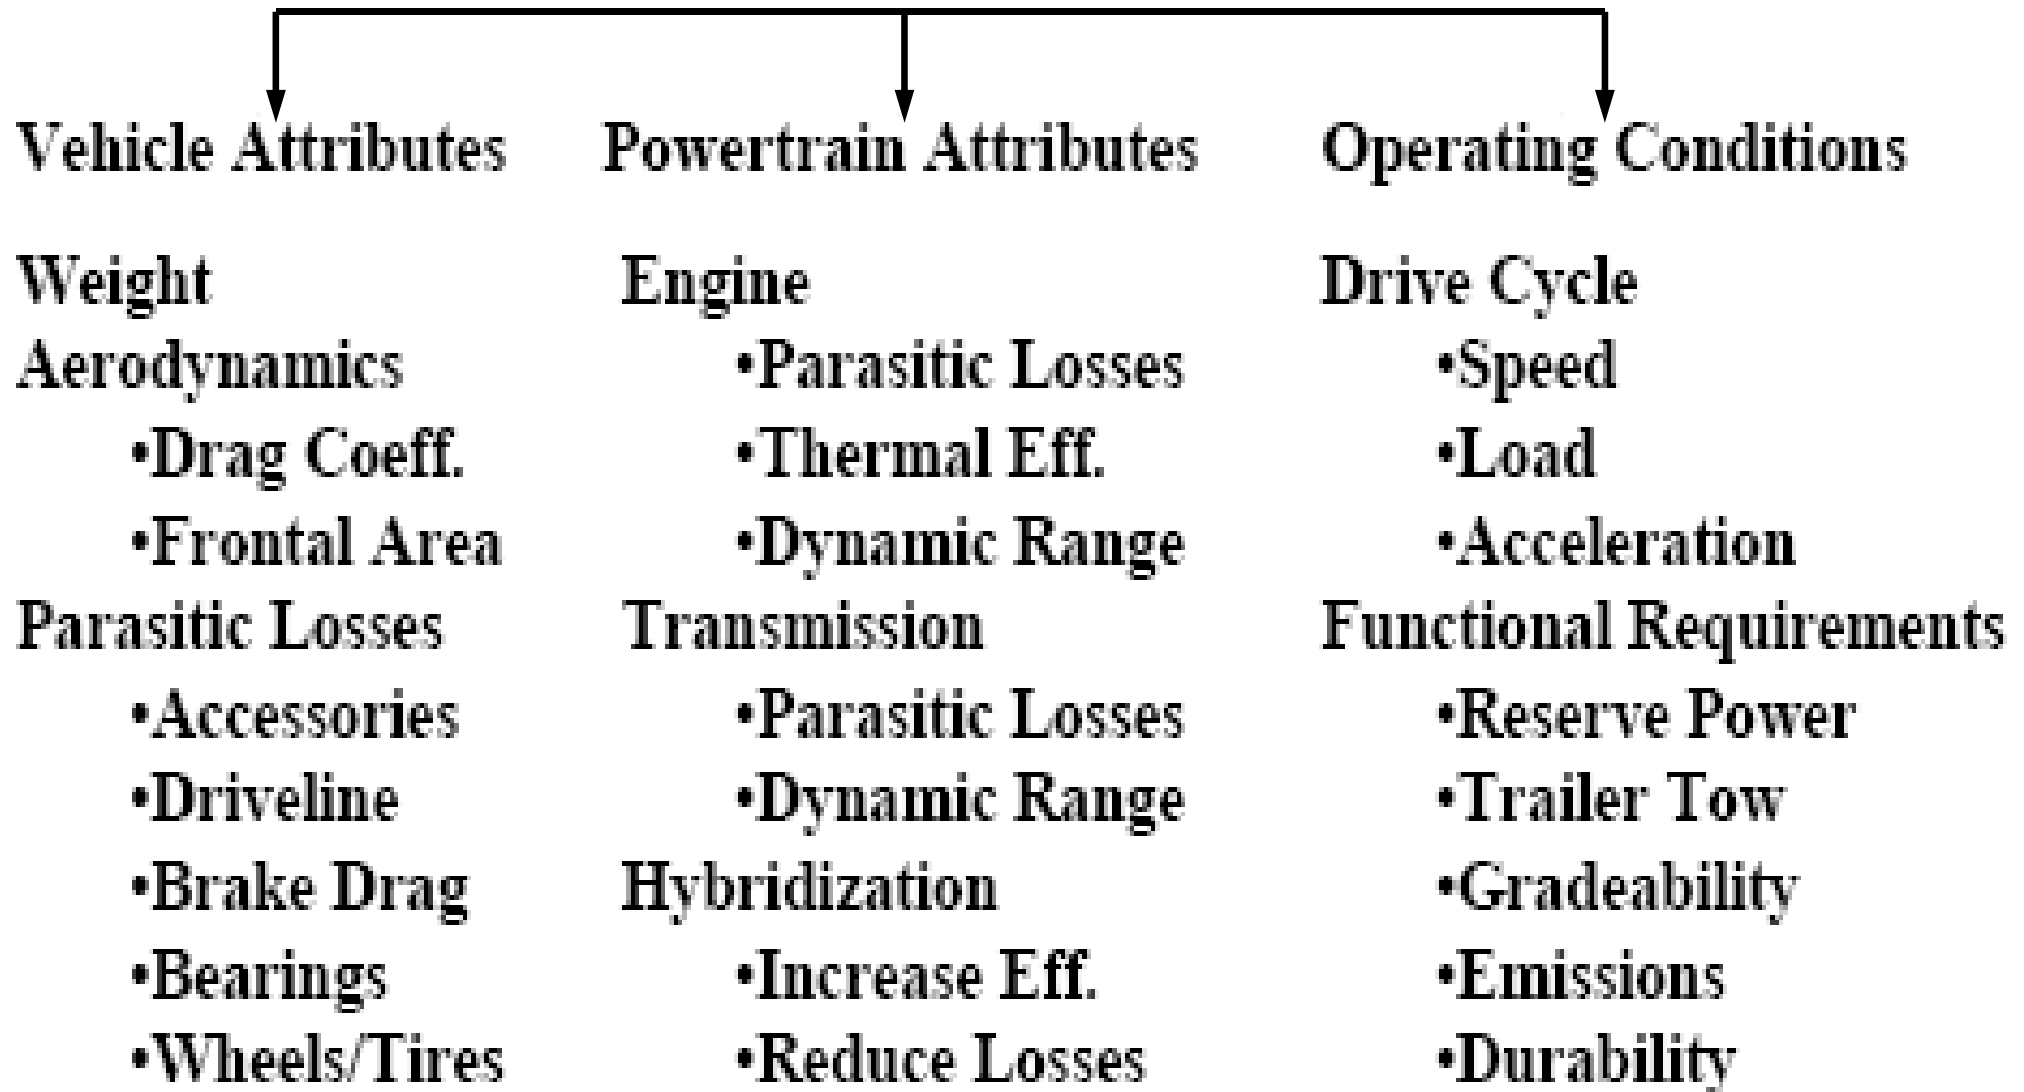 Vehicle Attributes
Weight
Aerodynamics
•Drag Coeff.
•Frontal Area
Parasitic Losses
•Accessories
•Driveline
•Brake Drag
•Bearings
•Wheels/Tires
Powertrain Attributes
Engine
•Parasitic Losses
•Thermal Eff.
•Dynamic Range
Transmission
•Parasitic Losses
•Dynamic Range
Hybridization
•Increase Eff.
•Reduce Losses
Operating Conditions
Drive Cycle
•Speed
•Load
•Acceleration
Functional Requirements
•Reserve Power
•Trailer Tow
•Gradeability
•Emissions
•Durability